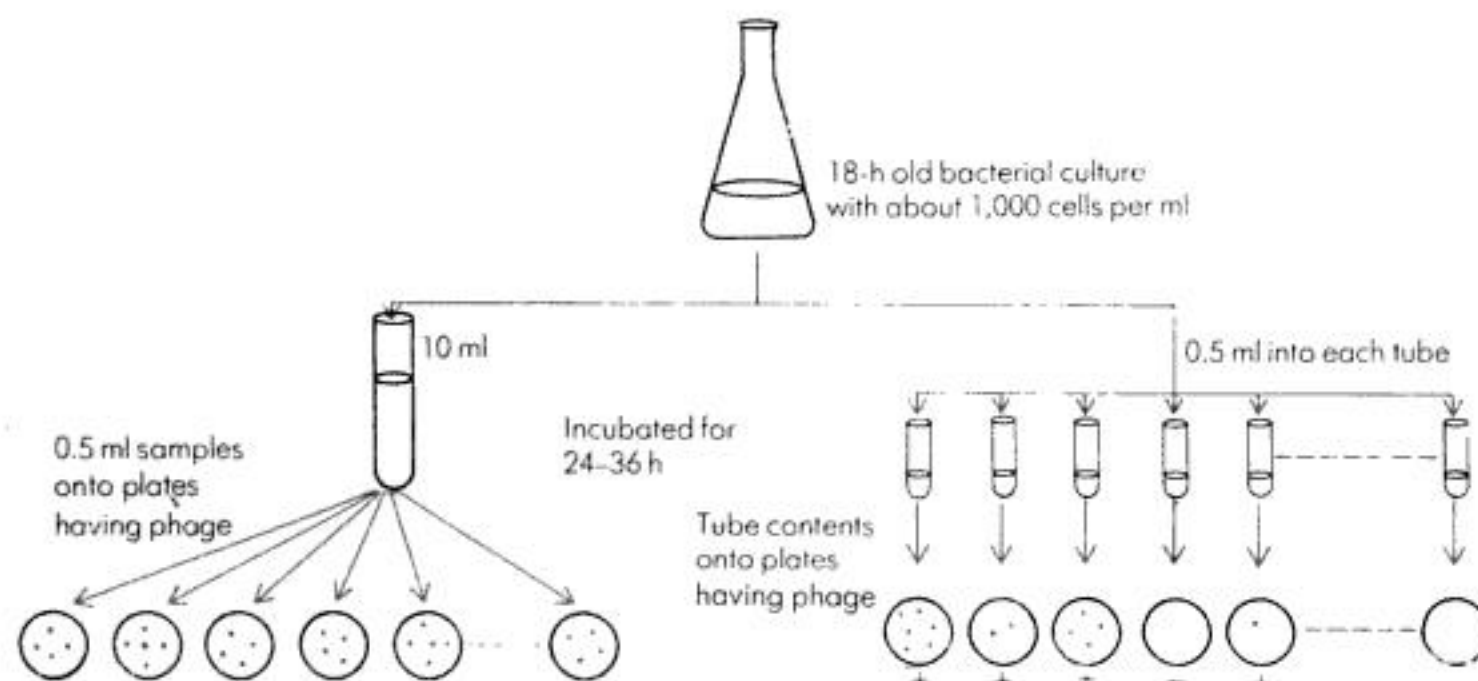 18-h old bacterial culture
with about 1,000 cells per ml
10 ml
0.5 ml into each tube
0.5 ml samples
onto plates
having phage
Incubated for
24–36 h
Tube contents
onto plates
having phage